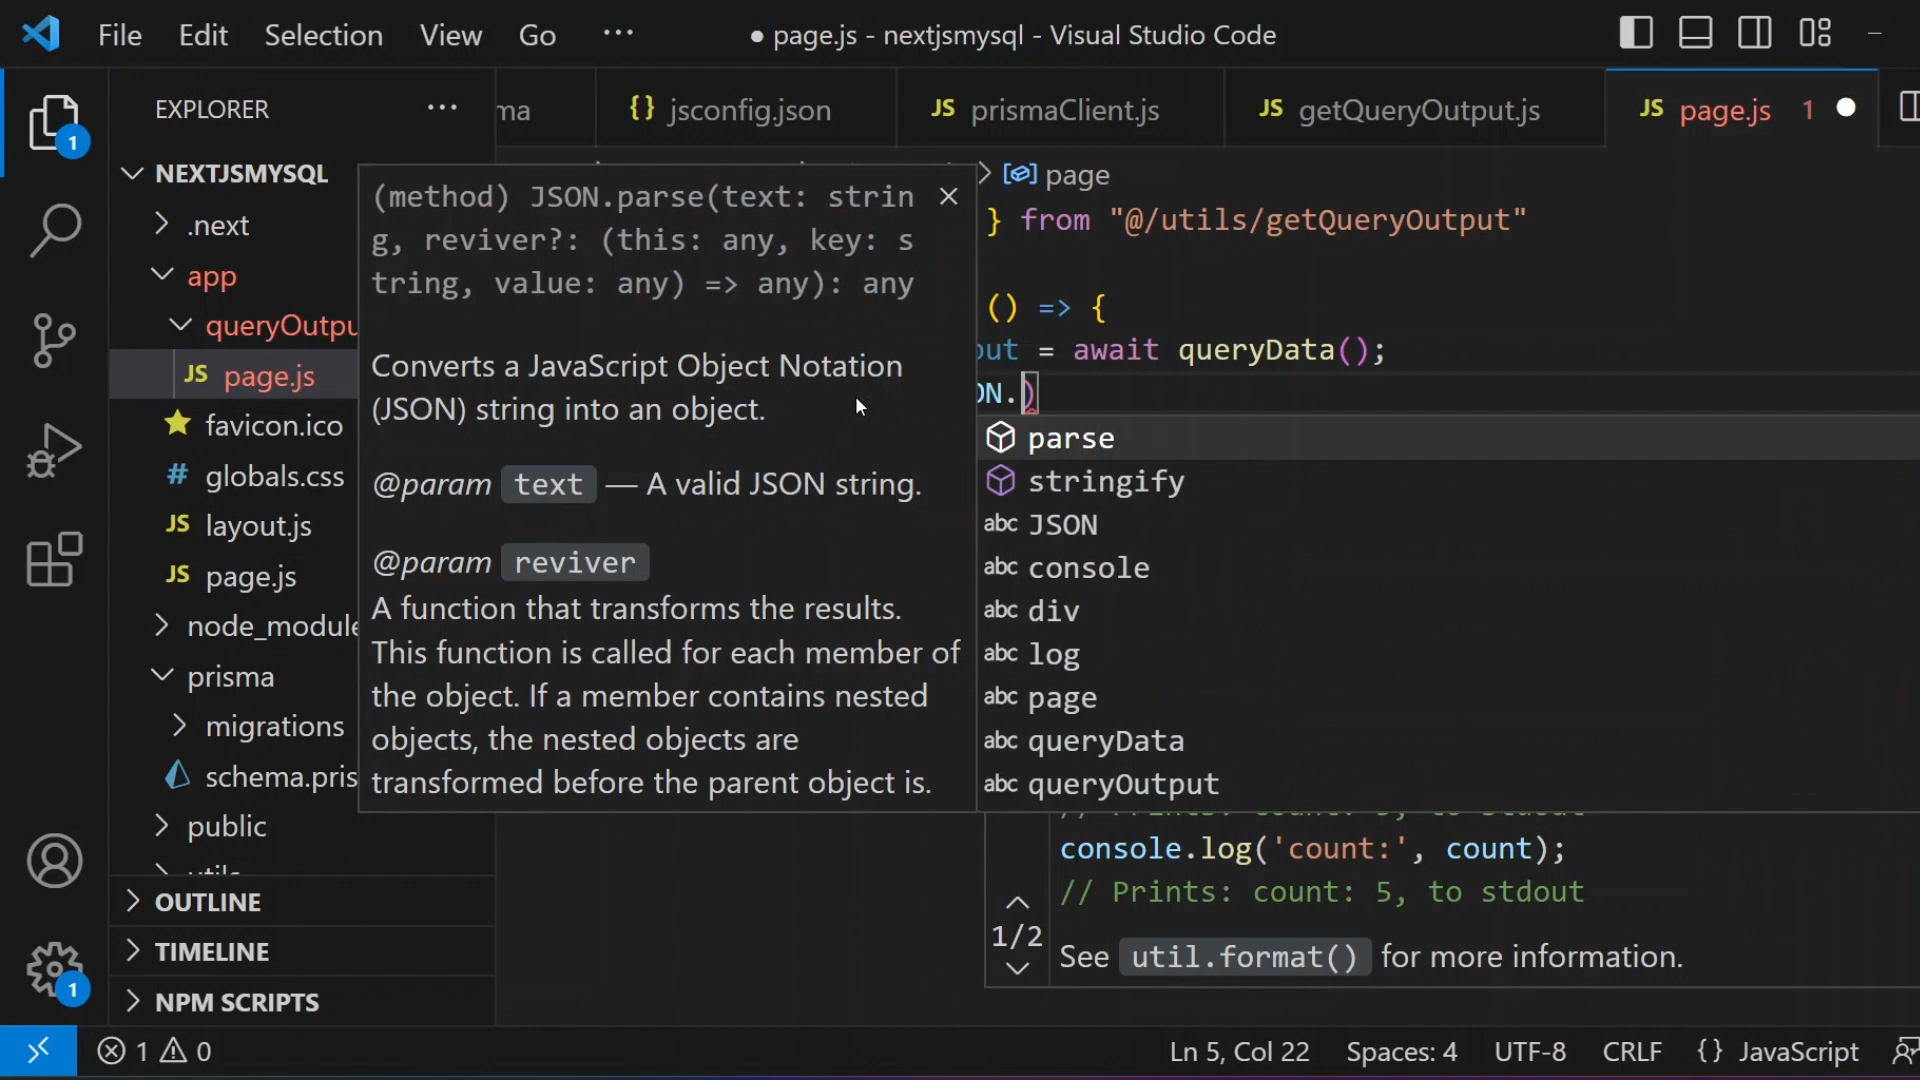 File Edit Selection View Go ··· ● page.js - nextjsmysql - Visual Studio Code
EXPLORER ···
ma
{} jsconfig.json
JS prismaClient.js
JS getQueryOutput.js
JS page.js 1
1
NEXTJSMYSQL
.next
app
queryOutpu
JS page.js
favicon.ico
# globals.css
JS layout.js
JS page.js
node_module
prisma
migrations
schema.pris
public
OUTLINE
TIMELINE
NPM SCRIPTS
1
(method) JSON.parse(text: strin
g, reviver?: (this: any, key: s
tring, value: any) => any): any
Converts a JavaScript Object Notation
(JSON) string into an object.
@param text — A valid JSON string.
@param reviver
A function that transforms the results.
This function is called for each member of
the object. If a member contains nested
objects, the nested objects are
transformed before the parent object is.
> page
} from "@/utils/getQueryOutput"
() => {
= await queryData();
ON.)
parse
stringify
abc JSON
abc console
abc div
abc log
abc page
abc queryData
abc queryOutput
console.log('count:', count);
// Prints: count: 5, to stdout
1/2
See util.format() for more information.
1 0
Ln 5, Col 22 Spaces: 4 UTF-8 CRLF {} JavaScript